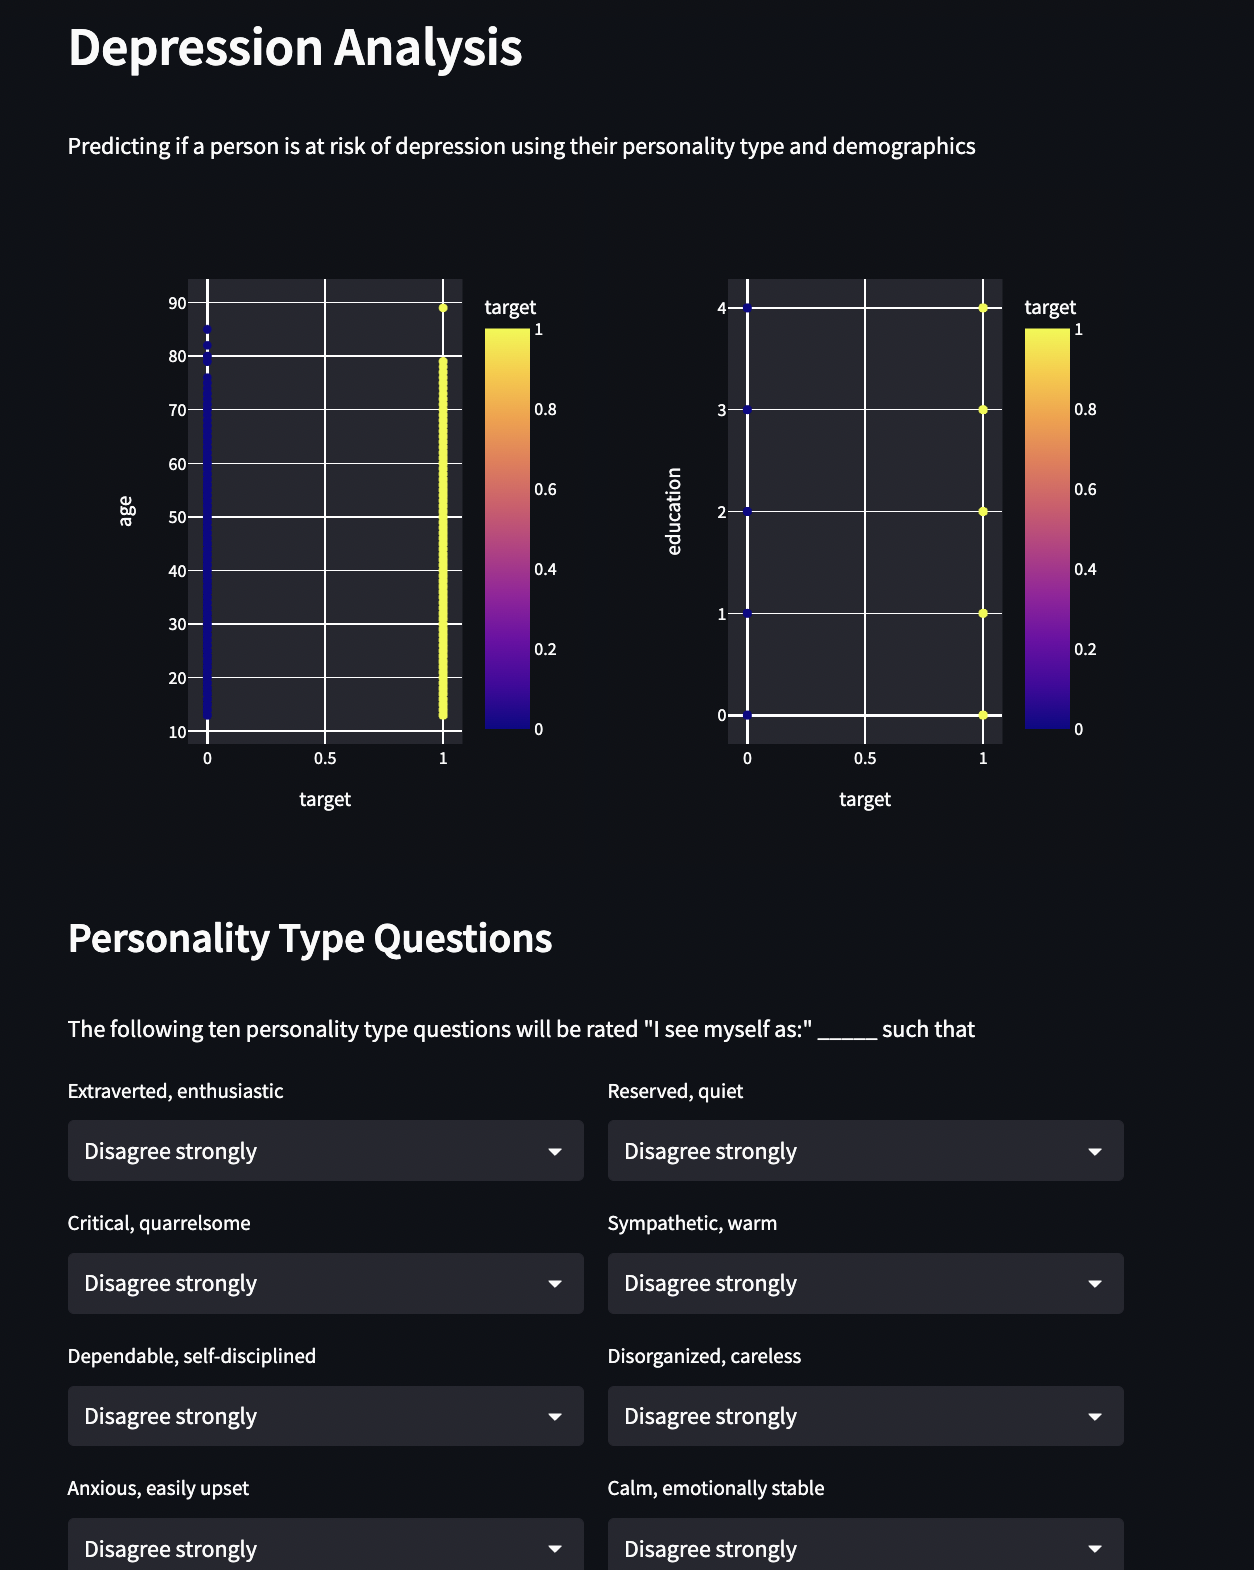 Depression Analysis
Predicting if a person is at risk of depression using their personality type and demographics
target
90
80
70
60
50
40
30
20
10
age
0
0.5
1
target
1
0.8
0.6
0.4
0.2
0
target
4
3
2
1
0
education
0
0.5
1
target
1
0.8
0.6
0.4
0.2
0
Personality Type Questions
The following ten personality type questions will be rated "I see myself as:" _____ such that
Extraverted, enthusiastic
Reserved, quiet
Disagree strongly
Disagree strongly
Critical, quarrelsome
Sympathetic, warm
Disagree strongly
Disagree strongly
Dependable, self-disciplined
Disorganized, careless
Disagree strongly
Disagree strongly
Anxious, easily upset
Calm, emotionally stable
Disagree strongly
Disagree strongly